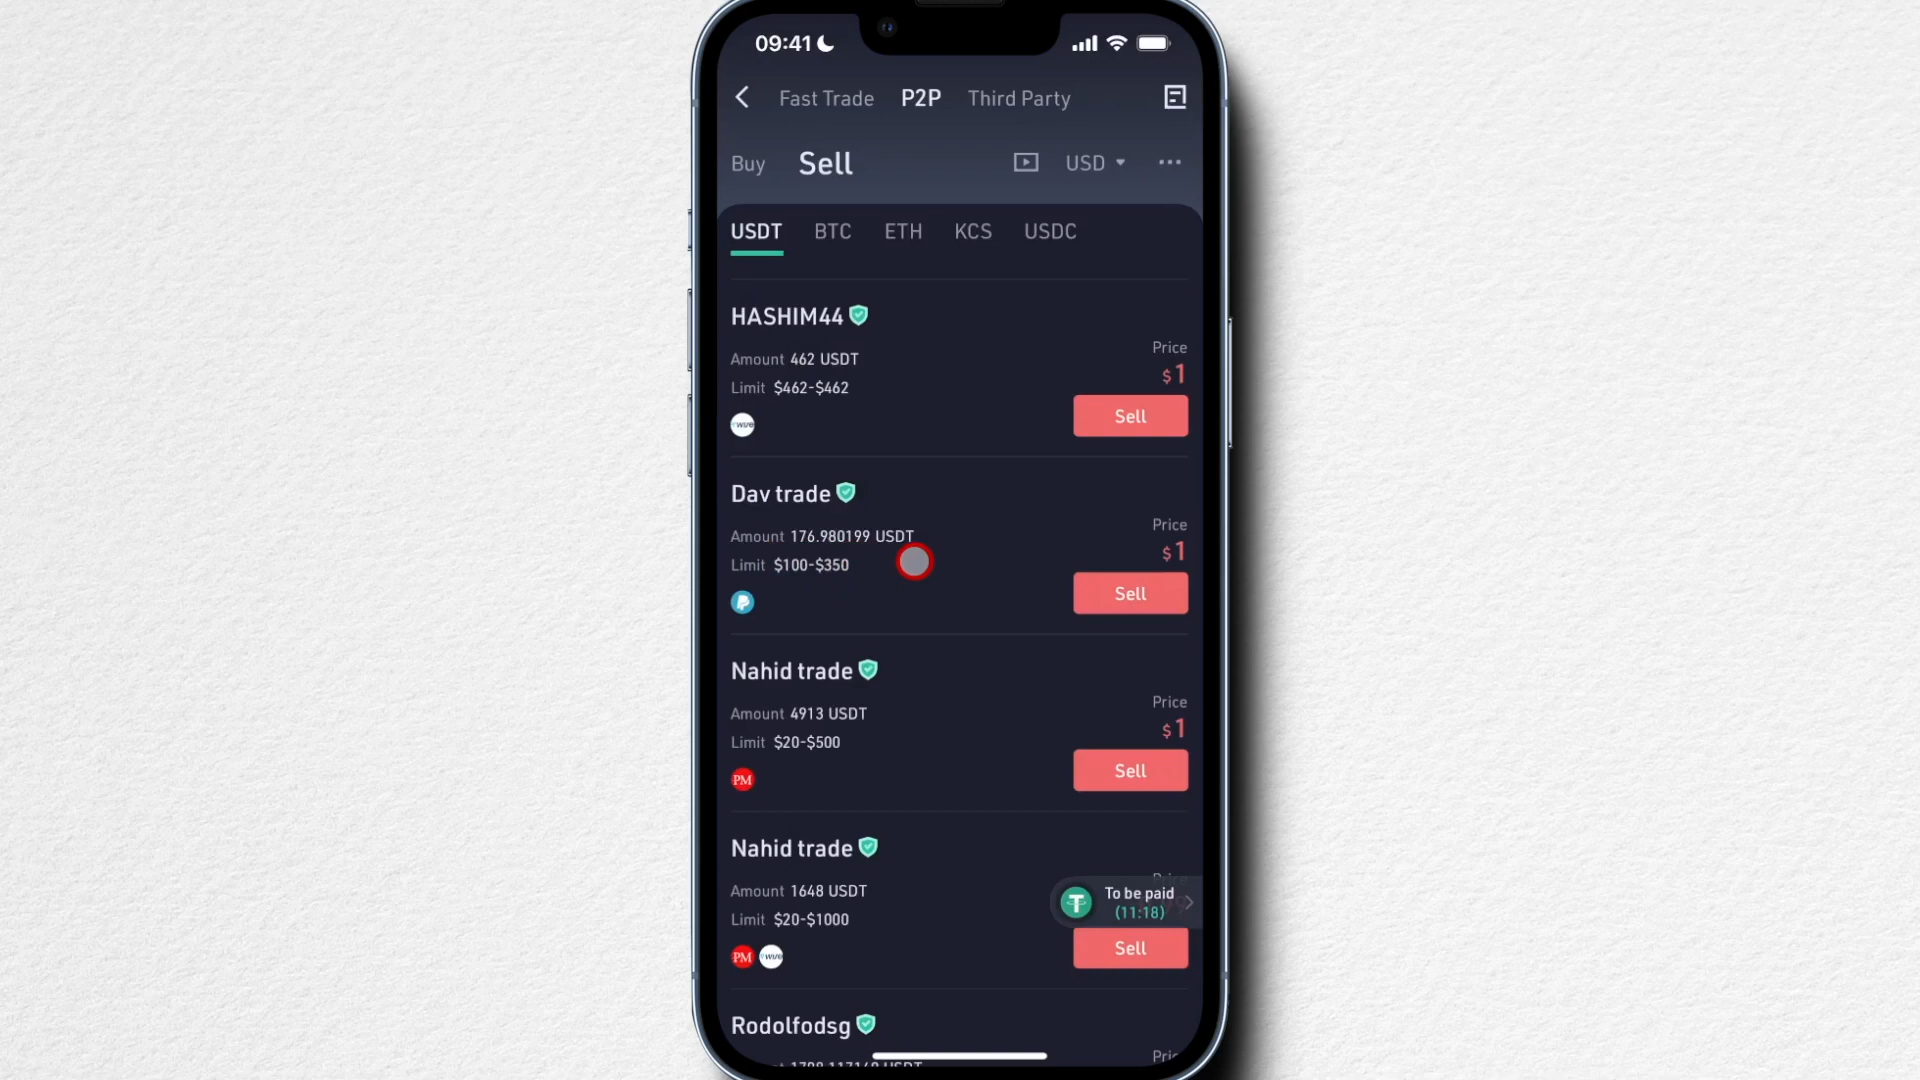 09:41
Fast Trade P2P Third Party
Buy Sell USD
USDT BTC ETH KCS USDC
HASHIM44
Amount 462 USDT
Price
Limit $462-$462
$1
Sell
Dav trade
Amount 176.980199 USDT
Price
Limit $100-$350
$1
Sell
Nahid trade
Amount 4913 USDT
Price
Limit $20-$500
$1
PM
Sell
Nahid trade
Amount 1648 USDT
Limit $20-$1000
To be paid
(11:18)
PM
Sell
Rodolfodsg